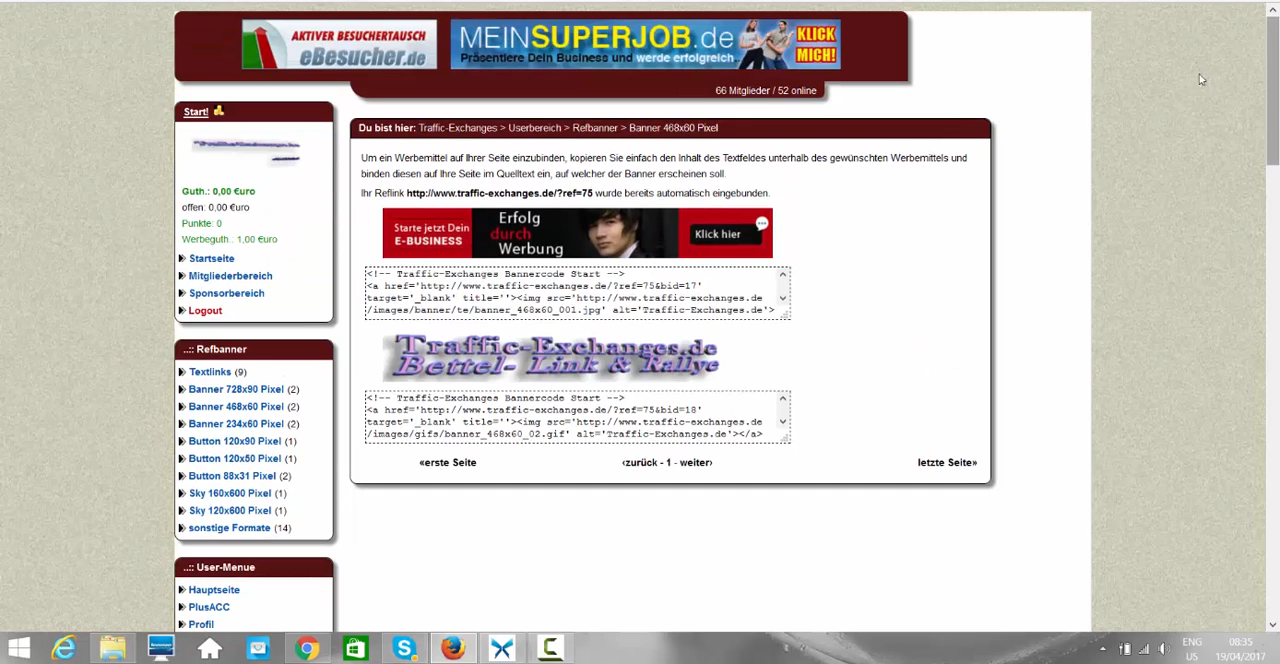 AKTIVER BESUCHERTAUSCH
eBesucher.de
MEINSUPERJOB.de
Präsentiere Dein Business und werde erfolgreich
KLICK
MICH!
66 Mitglieder / 52 online
Start!
Guth.: 0,00 €uro
offen: 0,00 €uro
Punkte: 0
Werbeguth.: 1,00 €uro
Startseite
Mitgliederbereich
Sponsorbereich
Logout
..:: Refbanner
Textlinks (9)
Banner 728x90 Pixel (2)
Banner 468x60 Pixel (2)
Banner 234x60 Pixel (2)
Button 120x90 Pixel (1)
Button 120x50 Pixel (1)
Button 88x31 Pixel (2)
Sky 160x600 Pixel (1)
Sky 120x600 Pixel (1)
sonstige Formate (14)
..:: User-Menue
Hauptseite
PlusACC
Profil
Du bist hier: Traffic-Exchanges > Userbereich > Refbanner > Banner 468x60 Pixel
Um ein Werbemittel auf Ihrer Seite einzubinden, kopieren Sie einfach den Inhalt des Textfeldes unterhalb des gewünschten Werbemittels und
binden diesen auf Ihre Seite im Quelltext ein, auf welcher der Banner erscheinen soll.
Ihr Reflink http://www.traffic-exchanges.de/?ref=75 wurde bereits automatisch eingebunden.
Starte jetzt Dein
E-BUSINESS
Erfolg
durch
Werbung
Klick hier
<!-- Traffic-Exchanges Bannercode Start -->
<a href='http://www.traffic-exchanges.de/?ref=75&bid=17'
target='_blank' title=''><img src='http://www.traffic-exchanges.de
/images/banner/te/banner_468x60_001.jpg' alt='Traffic-Exchanges.de'>
Traffic-Exchanges.de
Bettel- Link & Rallye
<!-- Traffic-Exchanges Bannercode Start -->
<a href='http://www.traffic-exchanges.de/?ref=75&bid=18'
target='_blank' title=''><img src='http://www.traffic-exchanges.de
/images/gifs/banner_468x60_02.gif' alt='Traffic-Exchanges.de'></a>
«erste Seite
‹zurück - 1 - weiter›
letzte Seite»
ENG
US
08:35
19/04/2017